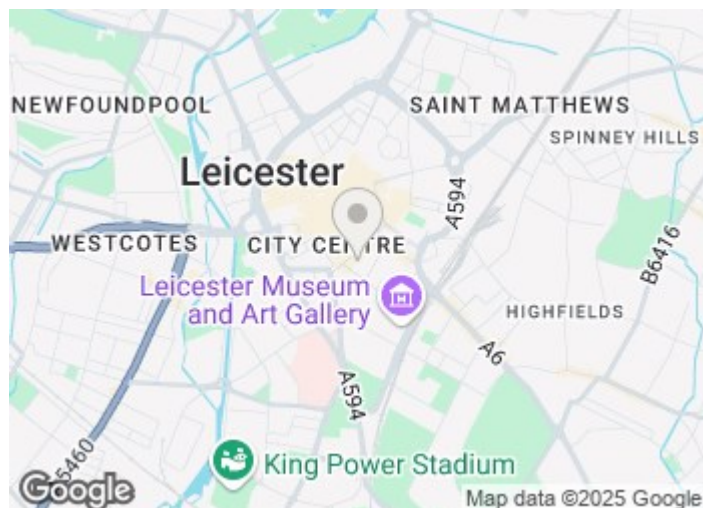 NEWFOUNDPOOL
SAINT MATTHEWS
SPINNEY HILLS
Leicester
A594
WESTCOTES
CITY CENTRE
B6416
Leicester Museum
and Art Gallery
HIGHFIELDS
A6
A594
A5460
King Power Stadium
Google
Map data ©2025 Google